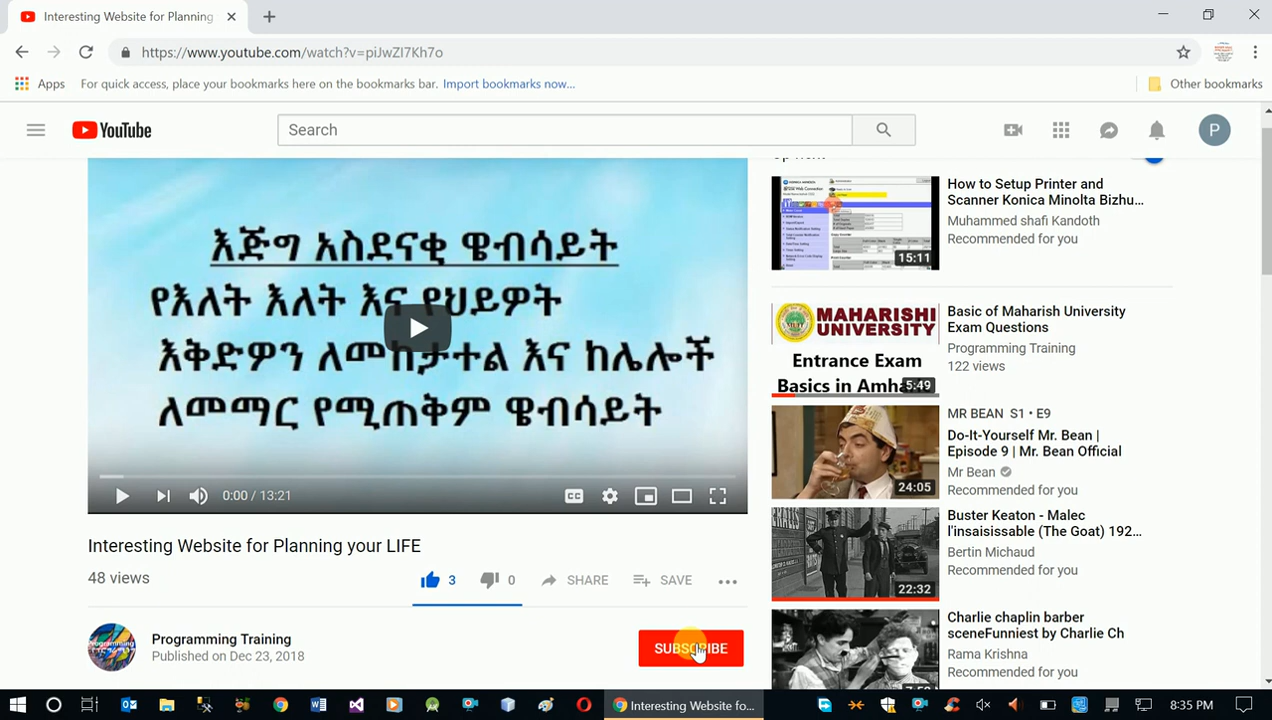 Interesting Website for Planning
https://www.youtube.com/watch?v=piJwZI7Kh7o
Apps For quick access, place your bookmarks here on the bookmarks bar. Import bookmarks now... Other bookmarks
YouTube Search P
እጅግ አስደናቂ ዌብሳይት
የእለት እለት እና የህይዎት
እቅድዎን ለመከታተል እና ከሌሎች
ለመማር የሚጠቅም ዌብሳይት
0:00 / 13:21
CC
Interesting Website for Planning your LIFE
48 views
3 0 SHARE SAVE
Programming Training
Published on Dec 23, 2018
SUBSCRIBE
15:11
How to Setup Printer and
Scanner Konica Minolta Bizhu...
Muhammed shafi Kandoth
Recommended for you
MAHARISHI
UNIVERSITY
Entrance Exam
Basics in
5:49
Basic of Maharish University
Exam Questions
Programming Training
122 views
24:05
MR BEAN S1 • E9
Do-It-Yourself Mr. Bean |
Episode 9 | Mr. Bean Official
Mr Bean
Recommended for you
22:32
Buster Keaton - Malec
l'insaisissable (The Goat) 192...
Bertin Michaud
Recommended for you
Charlie chaplin barber
sceneFunniest by Charlie Ch
Rama Krishna
Recommended for you
Interesting Website fo...
8:35 PM